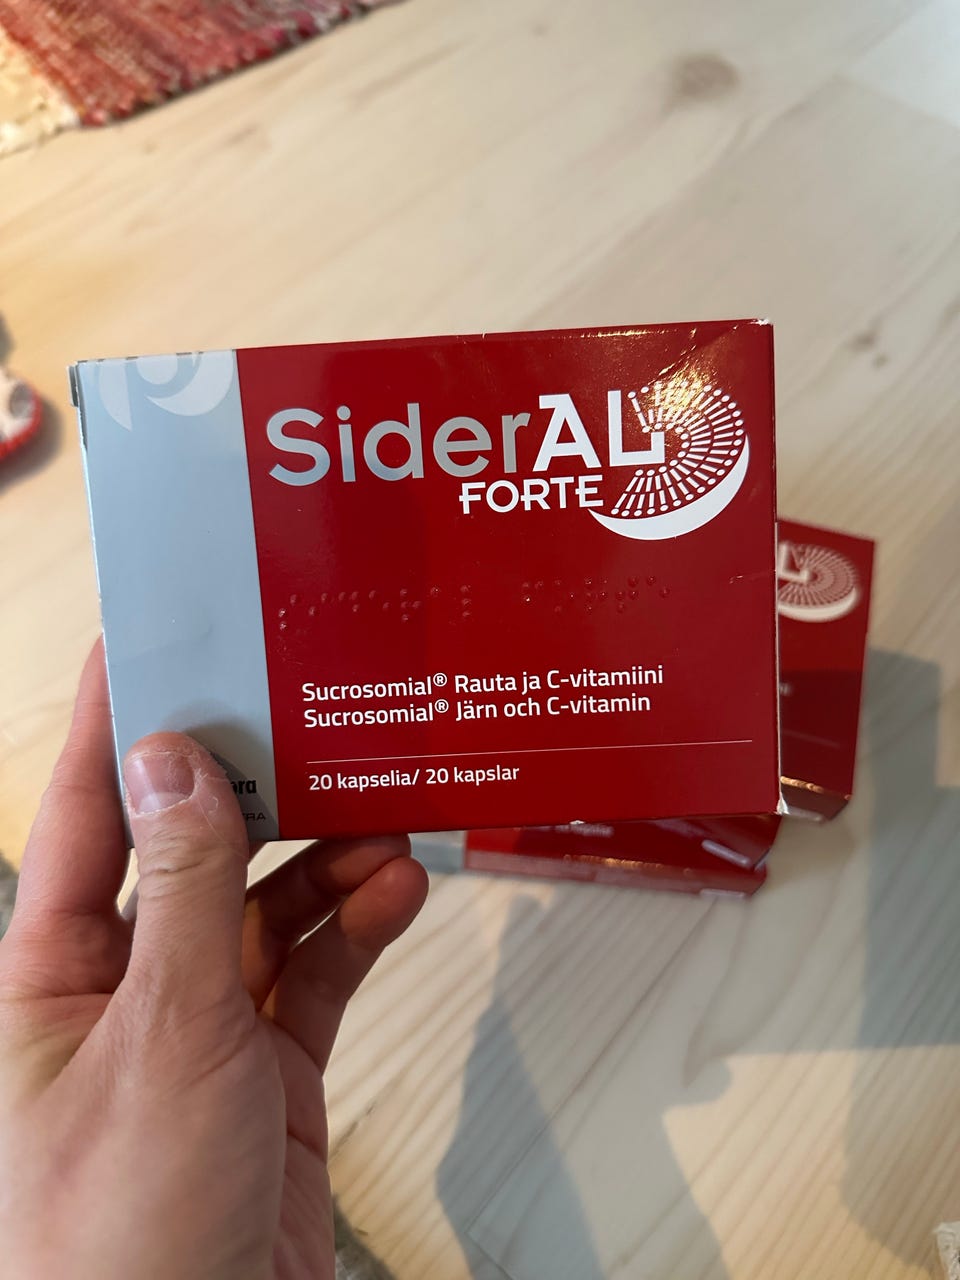 SiderAL
FORTE
Sucrosomial® Rauta ja C-vitamiini
Sucrosomial® Järn och C-vitamin
20 kapselia/ 20 kapslar